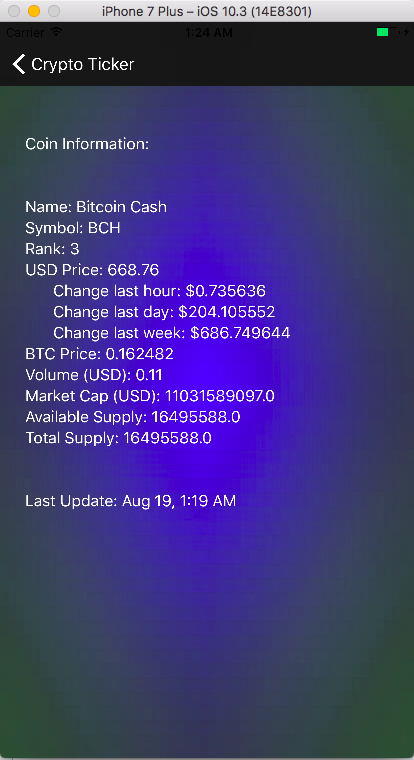 iPhone 7 Plus – iOS 10.3 (14E8301)
Carrier 1:24 AM
Crypto Ticker
Coin Information:
Name: Bitcoin Cash
Symbol: BCH
Rank: 3
USD Price: 668.76
Change last hour: $0.735636
Change last day: $204.105552
Change last week: $686.749644
BTC Price: 0.162482
Volume (USD): 0.11
Market Cap (USD): 11031589097.0
Available Supply: 16495588.0
Total Supply: 16495588.0
Last Update: Aug 19, 1:19 AM